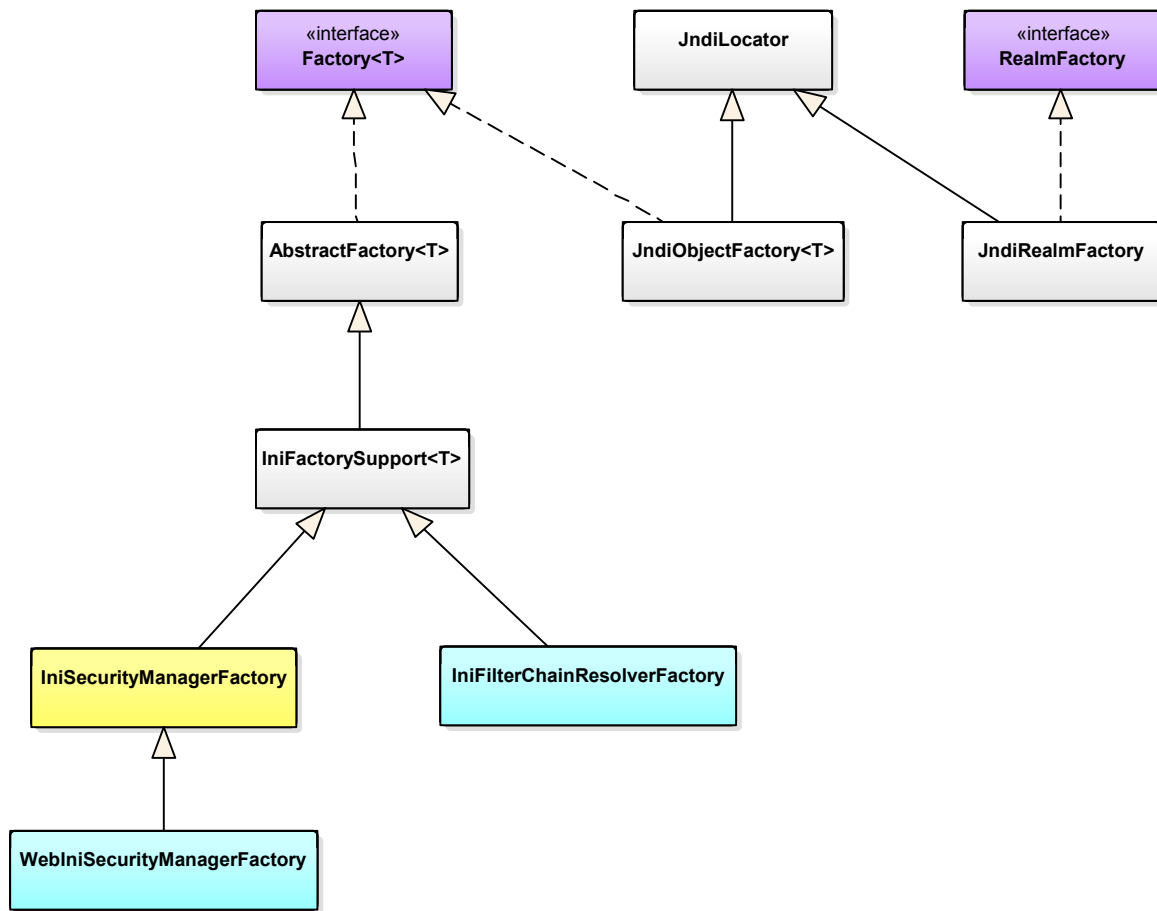 «interface»
Factory<T>
JndiLocator
«interface»
RealmFactory
AbstractFactory<T>
JndiObjectFactory<T>
JndiRealmFactory
IniFactorySupport<T>
IniSecurityManagerFactory
IniFilterChainResolverFactory
WebIniSecurityManagerFactory